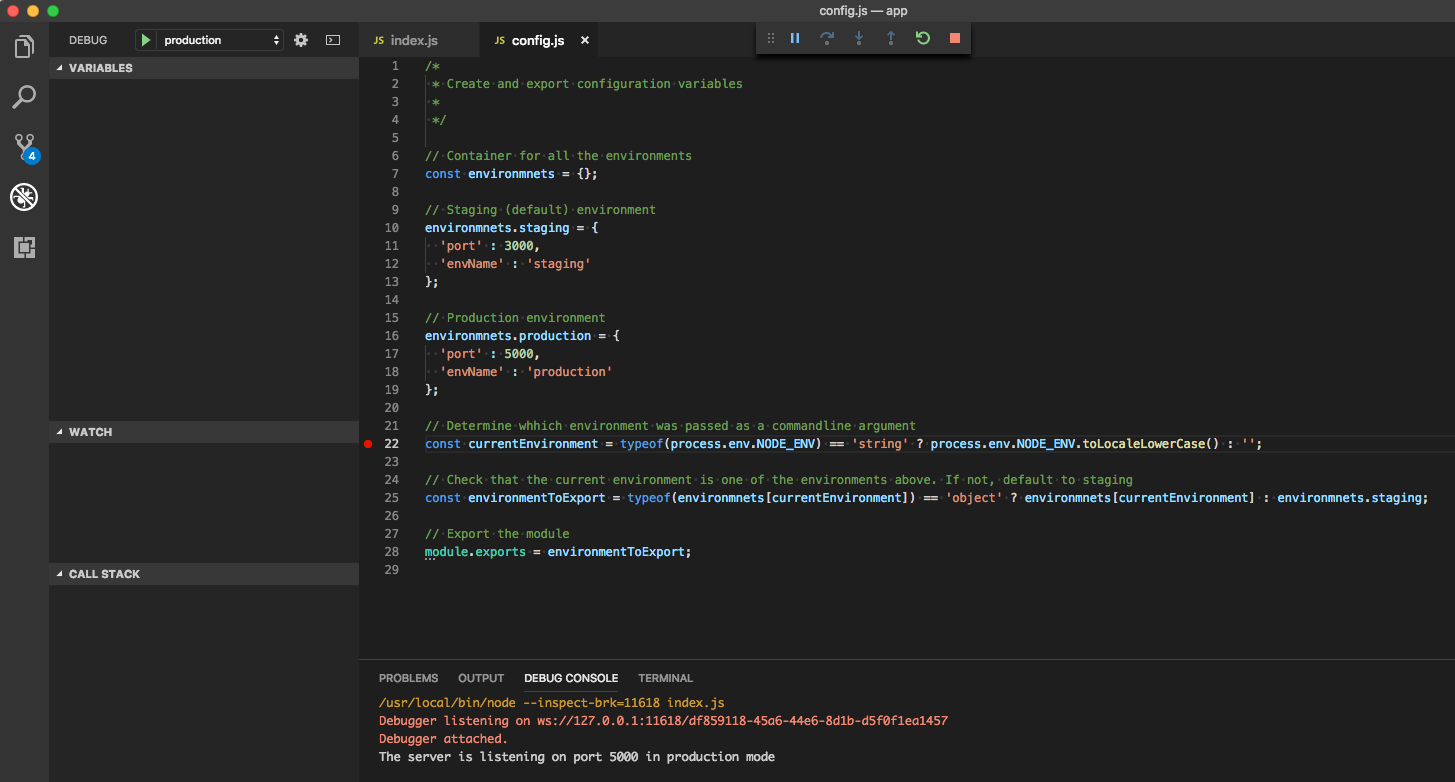 config.js — app
DEBUG
production
JS index.js
JS config.js
VARIABLES
4
WATCH
CALL STACK
1 /*
2  * Create and export configuration variables
3  *
4  */
5
6 // Container for all the environments
7 const environmnets = {};
8
9 // Staging (default) environment
10 environmnets.staging = {
11   'port' : 3000,
12   'envName' : 'staging'
13 };
14
15 // Production environment
16 environmnets.production = {
17   'port' : 5000,
18   'envName' : 'production'
19 };
20
21 // Determine whhich environment was passed as a commandline argument
22 const currentEnvironment = typeof(process.env.NODE_ENV) == 'string' ? process.env.NODE_ENV.toLocaleLowerCase() : '';
23
24 // Check that the current environment is one of the environments above. If not, default to staging
25 const environmentToExport = typeof(environmnets[currentEnvironment]) == 'object' ? environmnets[currentEnvironment] : environmnets.staging;
26
27 // Export the module
28 module.exports = environmentToExport;
29
PROBLEMS OUTPUT DEBUG CONSOLE TERMINAL
/usr/local/bin/node --inspect-brk=11618 index.js
Debugger listening on ws://127.0.0.1:11618/df859118-45a6-44e6-8d1b-d5f0f1ea1457
Debugger attached.
The server is listening on port 5000 in production mode